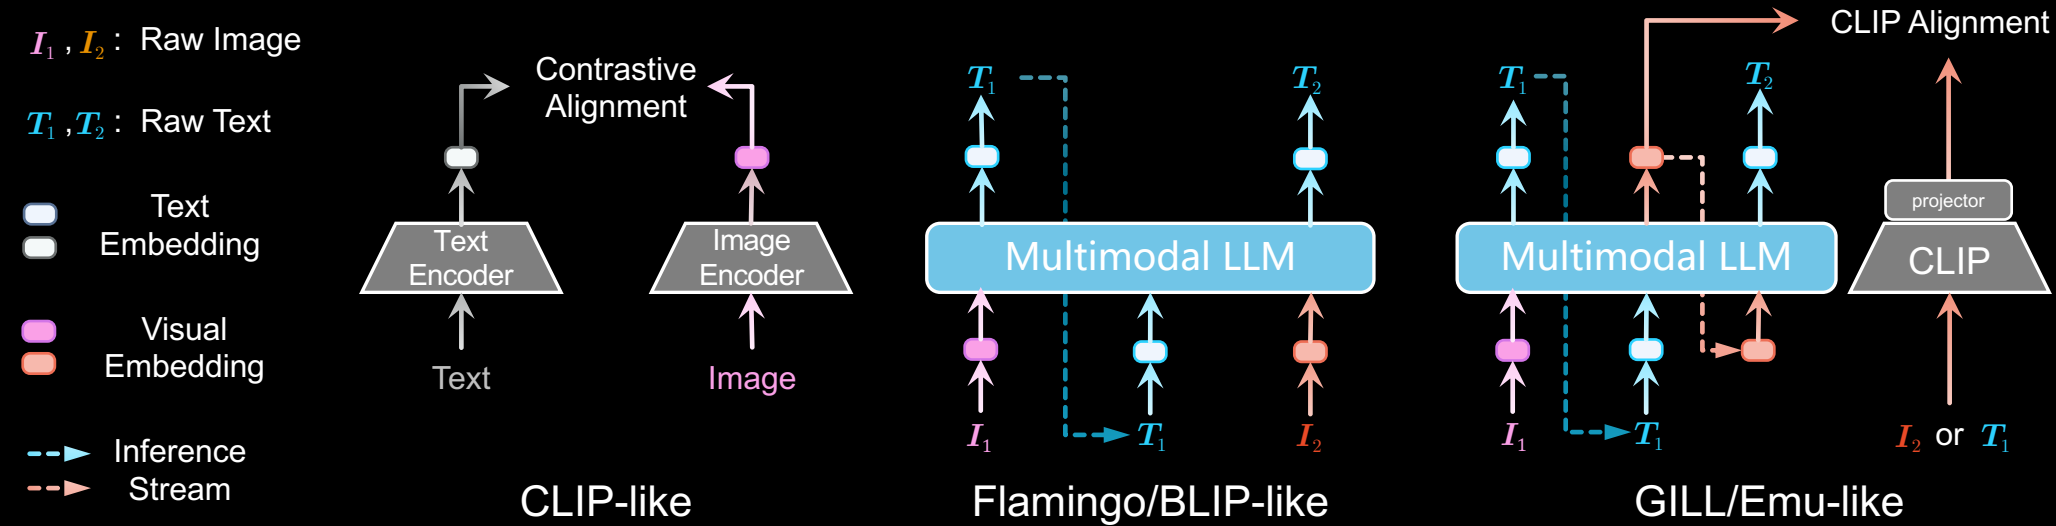 I₁ , I₂ : Raw Image
T₁ , T₂ : Raw Text
Text
Embedding
Visual
Embedding
Inference
Stream
Contrastive
Alignment
Text
Encoder
Image
Encoder
Text
Image
CLIP-like
T₁
T₂
Multimodal LLM
I₁
T₁
I₂
Flamingo/BLIP-like
CLIP Alignment
T₁
T₂
projector
Multimodal LLM
CLIP
I₁
T₁
I₂ or T₁
GILL/Emu-like